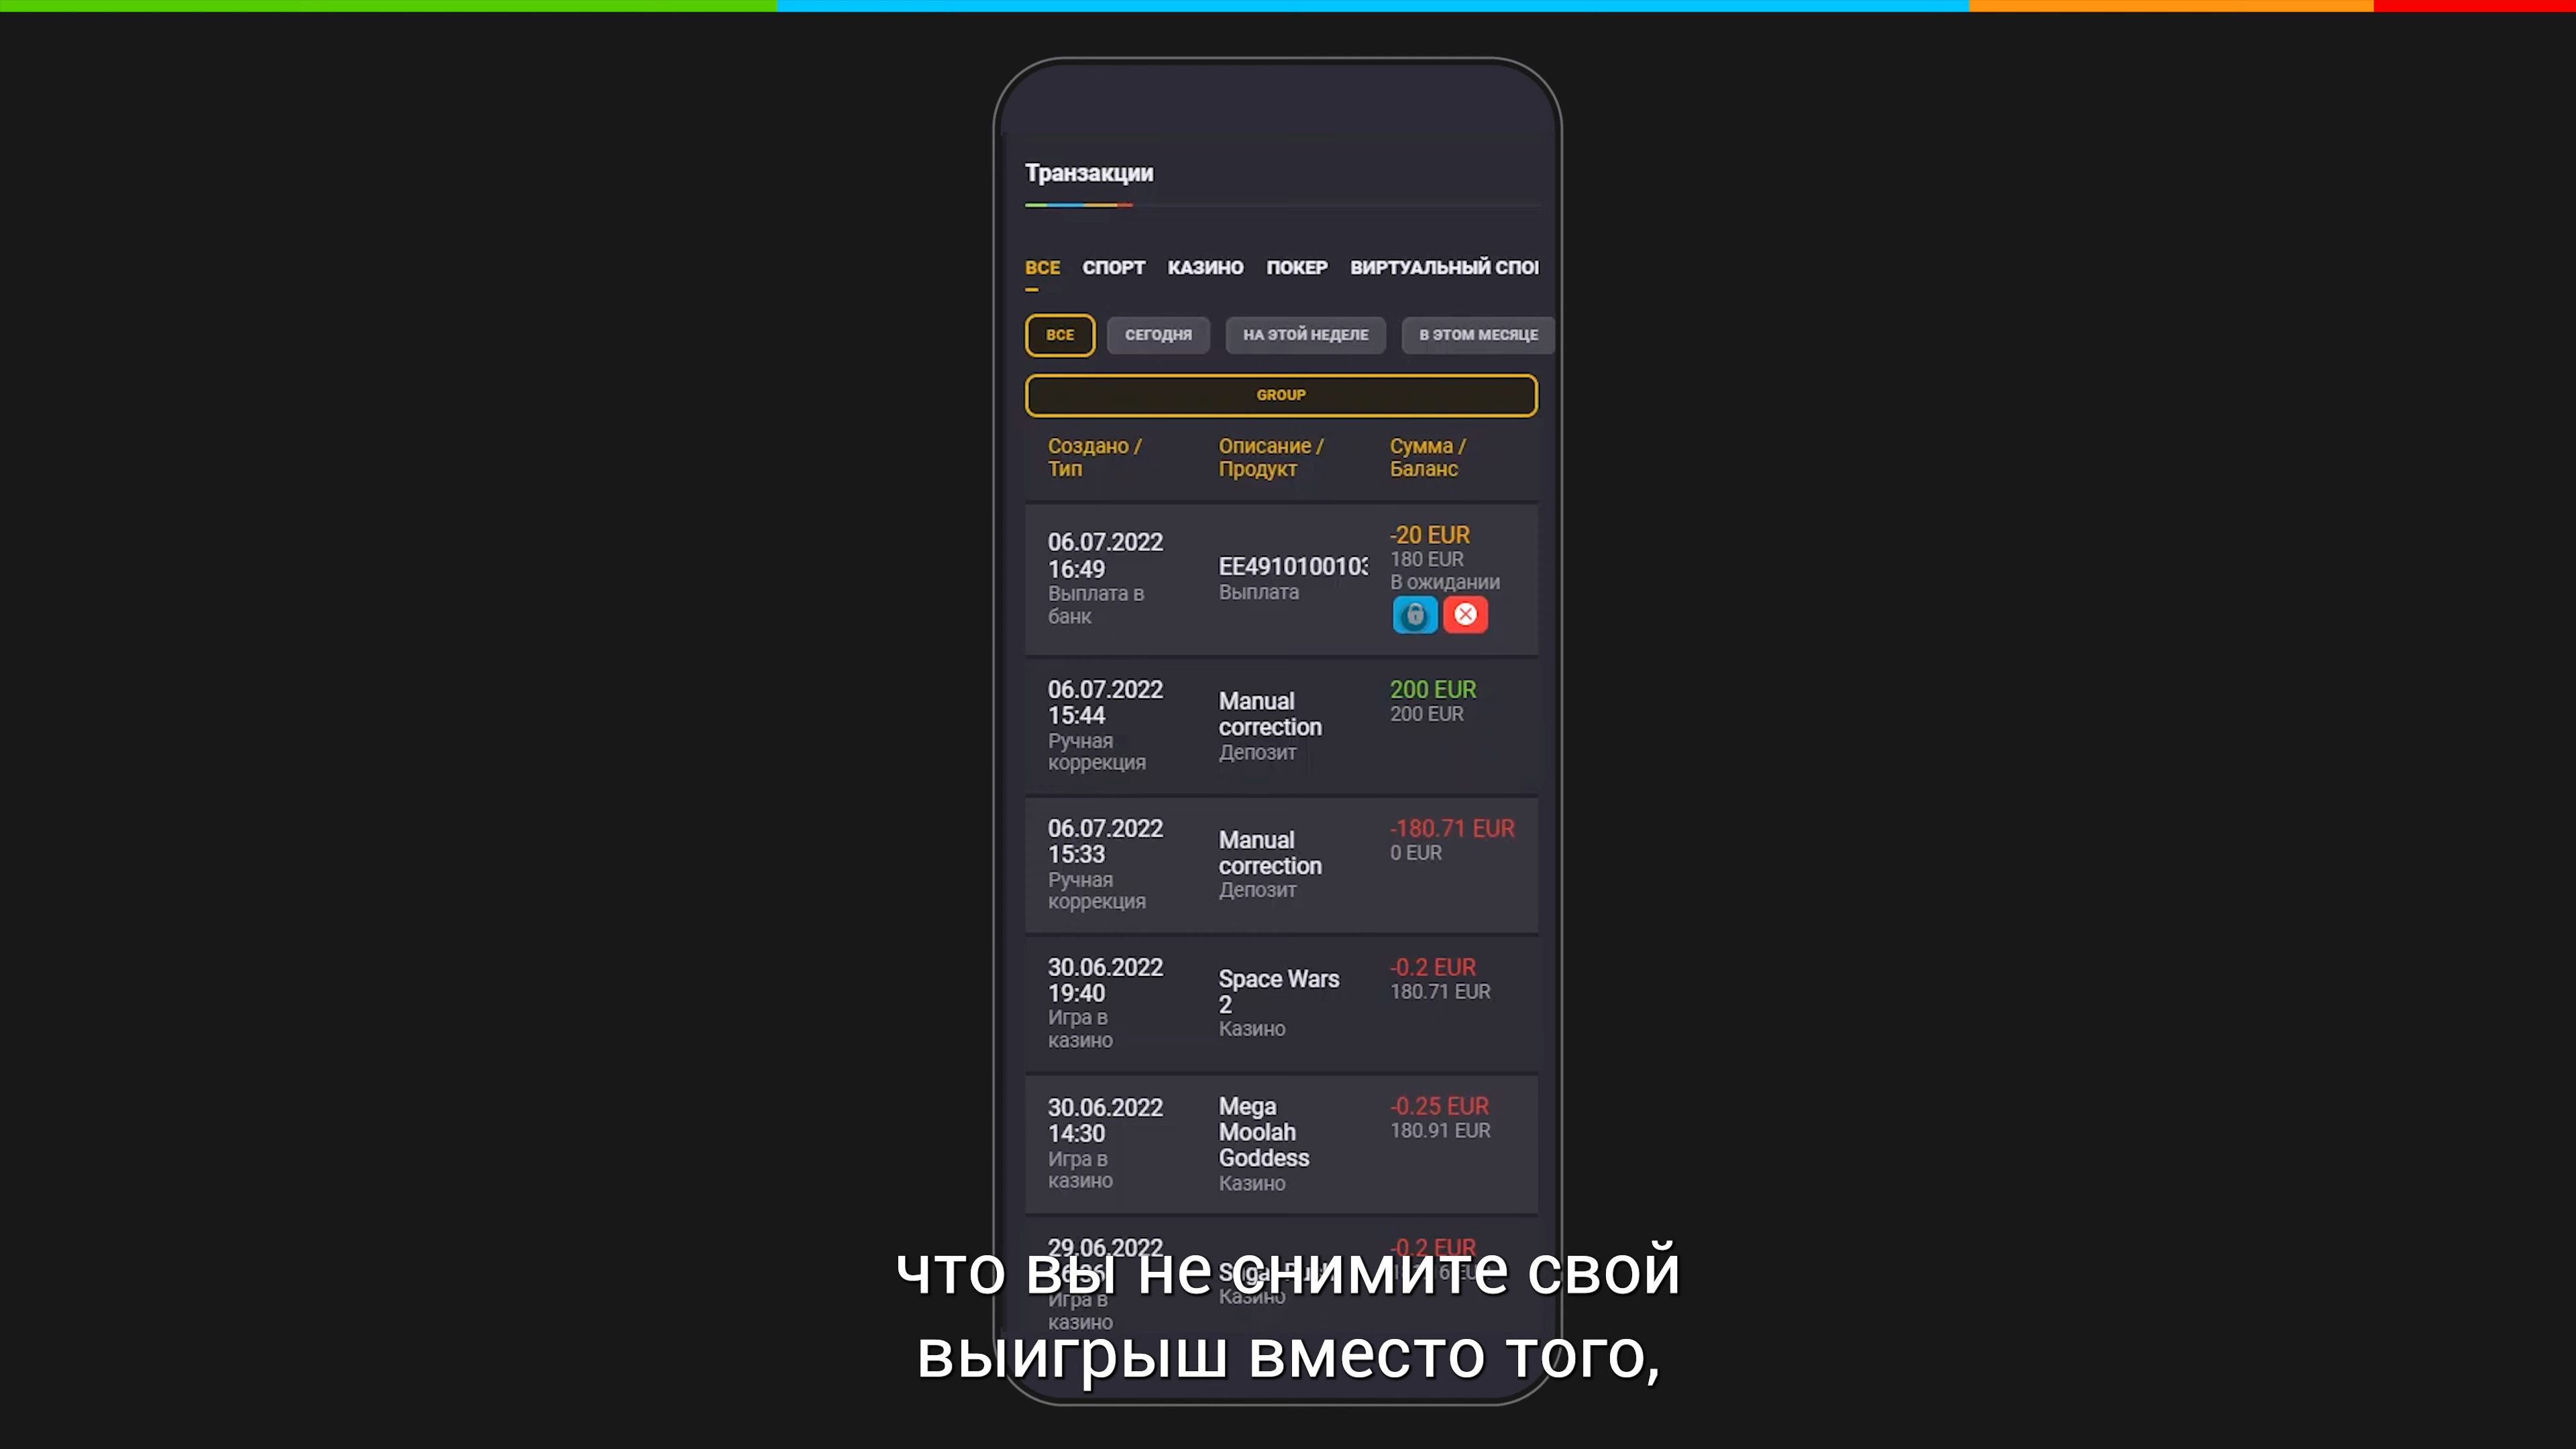 Транзакции
ВСЕ СПОРТ КАЗИНО ПОКЕР ВИРТУАЛЬНЫЙ
ВСЕ СЕГОДНЯ НА ЭТОЙ НЕДЕЛЕ В ЭТОМ МЕСЯЦЕ
GROUP
Создано / Описание / Сумма /
Тип Продукт Баланс
06.07.2022
16:49
Выплата в
банк
EE4910100103
Выплата
-20 EUR
180 EUR
В ожидании
06.07.2022
15:44
Ручная
коррекция
Manual
correction
Депозит
200 EUR
200 EUR
06.07.2022
15:33
Ручная
коррекция
Manual
correction
Депозит
-180.71 EUR
0 EUR
30.06.2022
19:40
Игра в
казино
Space Wars
2
Казино
-0.2 EUR
180.71 EUR
30.06.2022
14:30
Игра в
казино
Mega
Moolah
Goddess
Казино
-0.25 EUR
180.91 EUR
29.06.2022
Игра в
казино
Казино
-0.2 EUR
что вы не снимите свой
выигрыш вместо того,